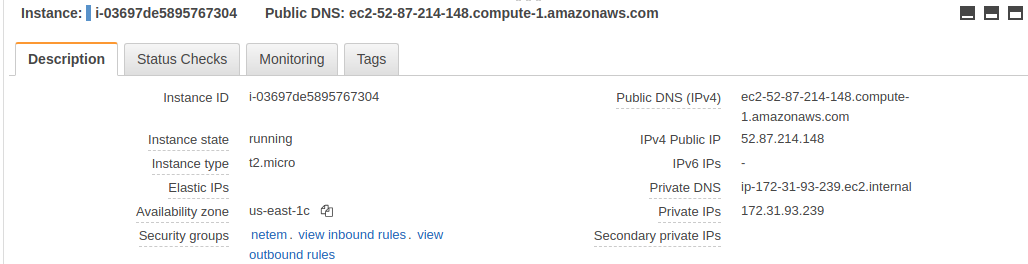 Instance: i-03697de5895767304 Public DNS: ec2-52-87-214-148.compute-1.amazonaws.com
Description Status Checks Monitoring Tags
Instance ID i-03697de5895767304 Public DNS (IPv4) ec2-52-87-214-148.compute-
1.amazonaws.com
Instance state running IPv4 Public IP 52.87.214.148
Instance type t2.micro IPv6 IPs -
Elastic IPs Private DNS ip-172-31-93-239.ec2.internal
Availability zone us-east-1c Private IPs 172.31.93.239
Security groups netem. view inbound rules. view Secondary private IPs
outbound rules